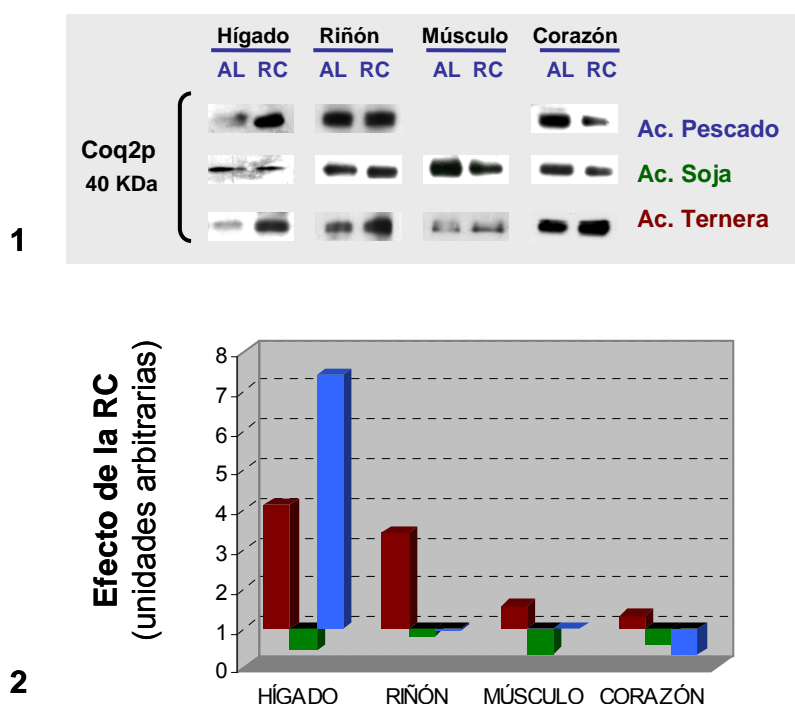 Hígado Riñón Músculo Corazón
AL RC AL RC AL RC AL RC
Ac. Pescado
Coq2p
40 KDa
Ac. Soja
Ac. Ternera
1
Efecto de la RC
(unidades arbitrarias)
8
7
6
5
4
3
2
1
0
HÍGADO RIÑÓN MÚSCULO CORAZÓN
2